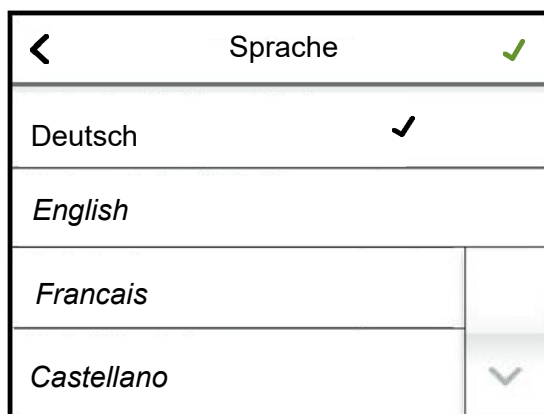 Sprache
Deutsch
English
Francais
Castellano